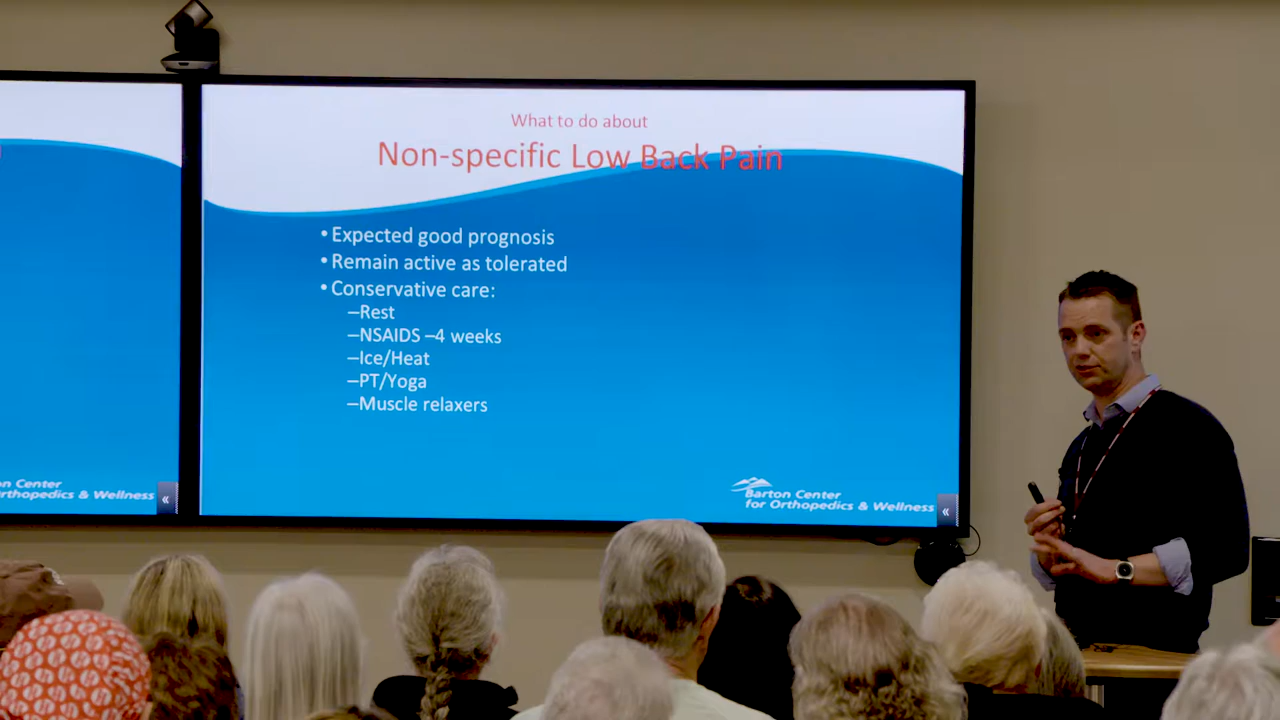 What to do about
Non-specific Low Back Pain
• Expected good prognosis
• Remain active as tolerated
• Conservative care:
–Rest
–NSAIDS –4 weeks
–Ice/Heat
–PT/Yoga
–Muscle relaxers
Barton Center
for Orthopedics & Wellness
«
n Center
rthopedics & Wellness
«